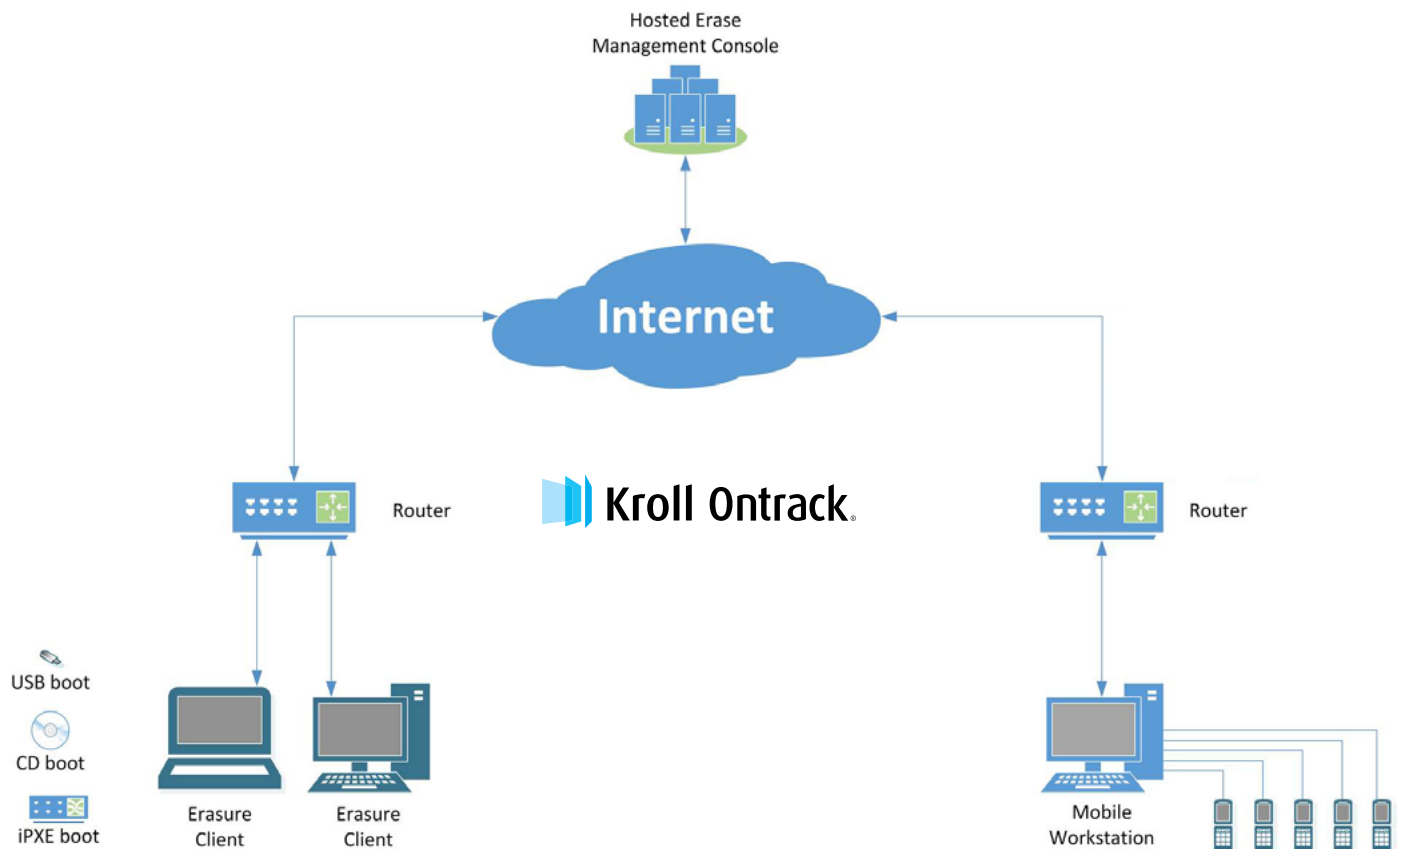 Hosted Erase
Management Console
Internet
Router
Kroll Ontrack®
Router
USB boot
CD boot
iPXE boot
Erasure
Client
Erasure
Client
Mobile
Workstation